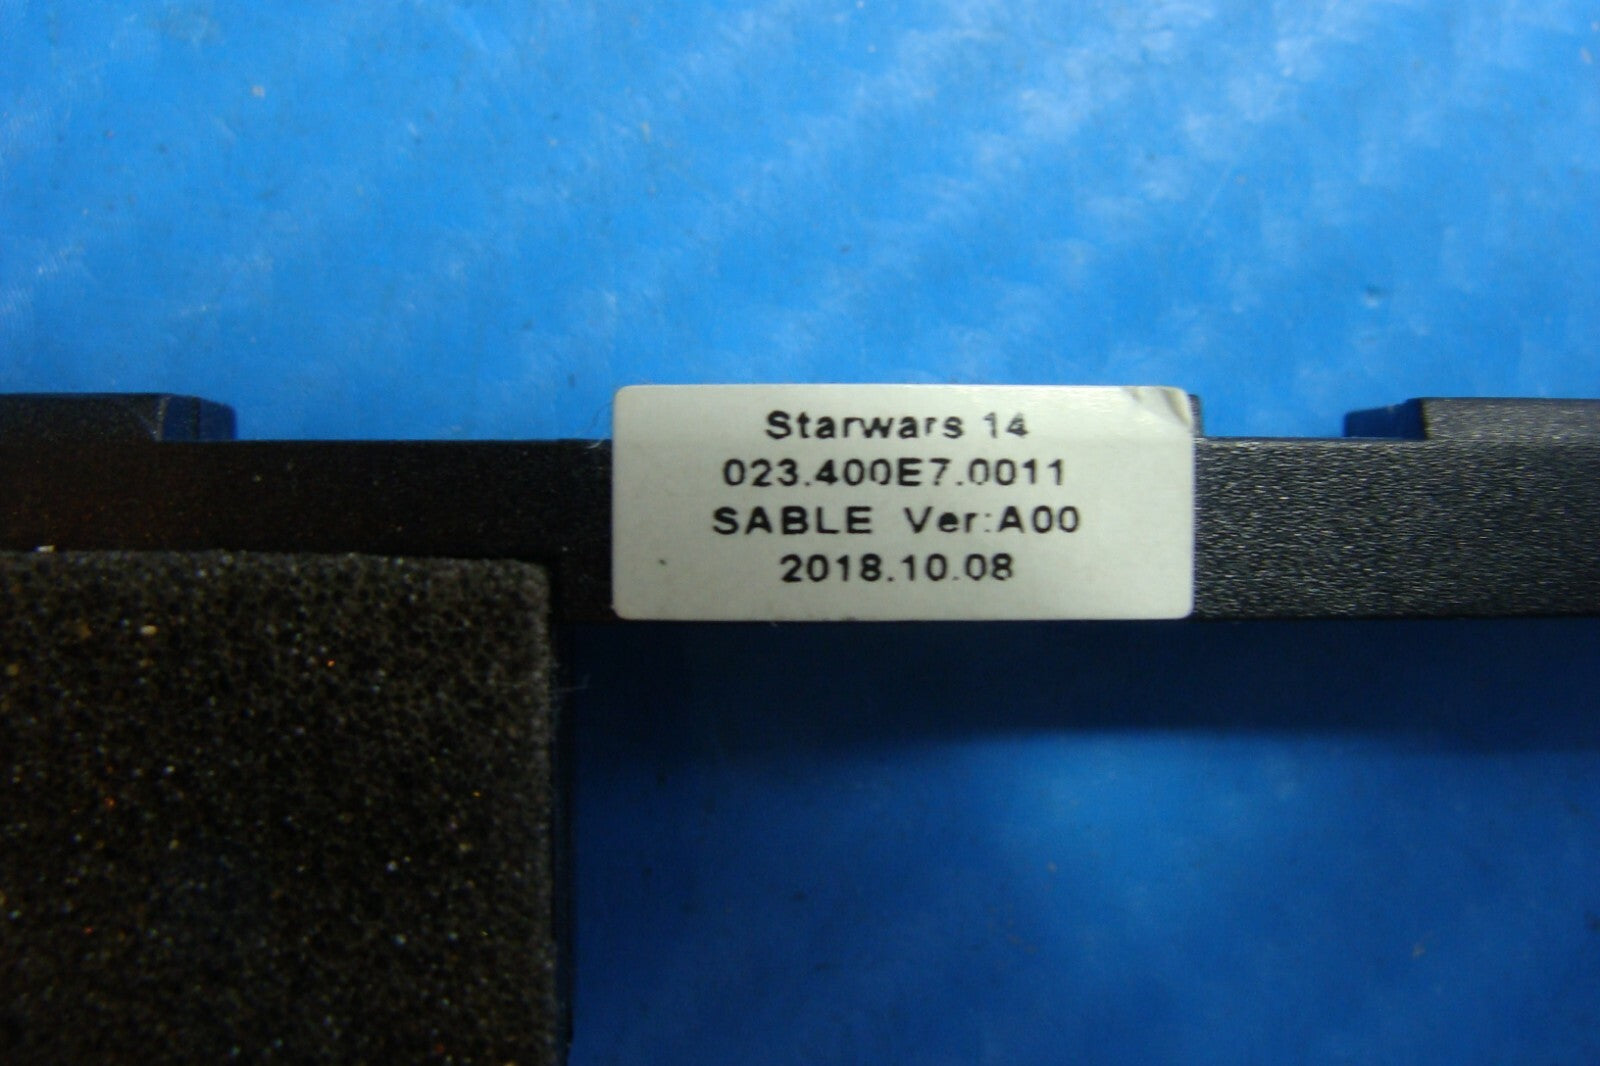 Starwars 14
023.400E7.0011
SABLE Ver:A00
2018.10.08